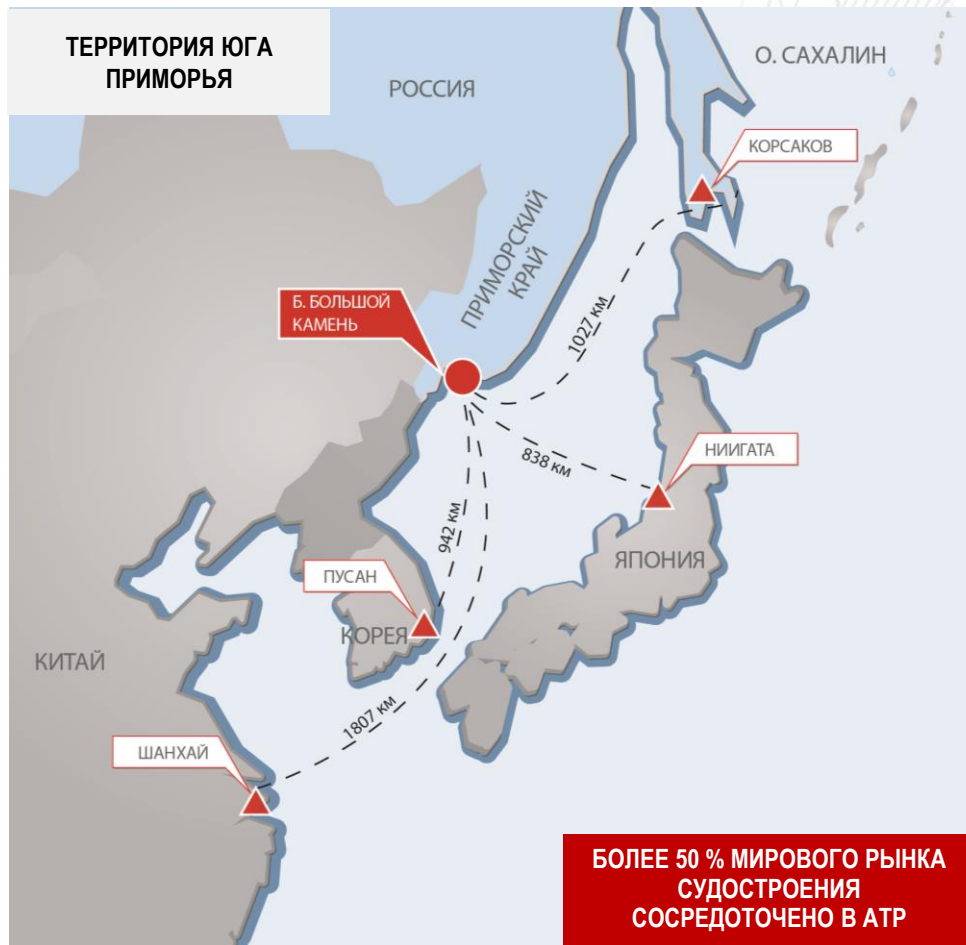 ТЕРРИТОРИЯ ЮГА
ПРИМОРЬЯ
РОССИЯ
О. САХАЛИН
КОРСАКОВ
ПРИМОРСКИЙ
КРАЙ
Б. БОЛЬШОЙ
КАМЕНЬ
1027 км
838 км
НИИГАТА
942 км
ЯПОНИЯ
ПУСАН
КОРЕЯ
КИТАЙ
1807 км
ШАНХАЙ
БОЛЕЕ 50 % МИРОВОГО РЫНКА
СУДОСТРОЕНИЯ
СОСРЕДОТОЧЕНО В АТР